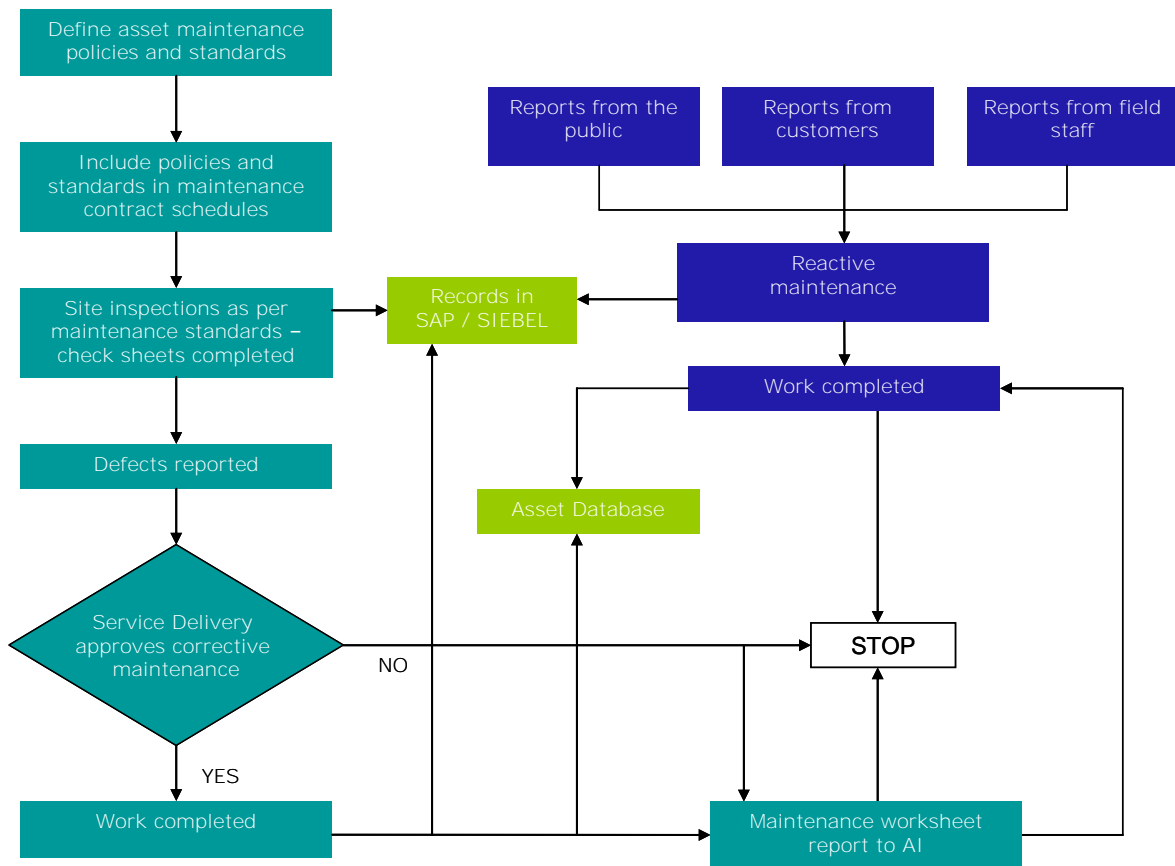 Define asset maintenance
policies and standards
Reports from the
public
Reports from
customers
Reports from field
staff
Include policies and
standards in maintenance
contract schedules
Reactive
maintenance
Site inspections as per
maintenance standards –
check sheets completed
Records in
SAP / SIEBEL
Work completed
Defects reported
Asset Database
Service Delivery
approves corrective
maintenance
NO
STOP
YES
Work completed
Maintenance worksheet
report to AI